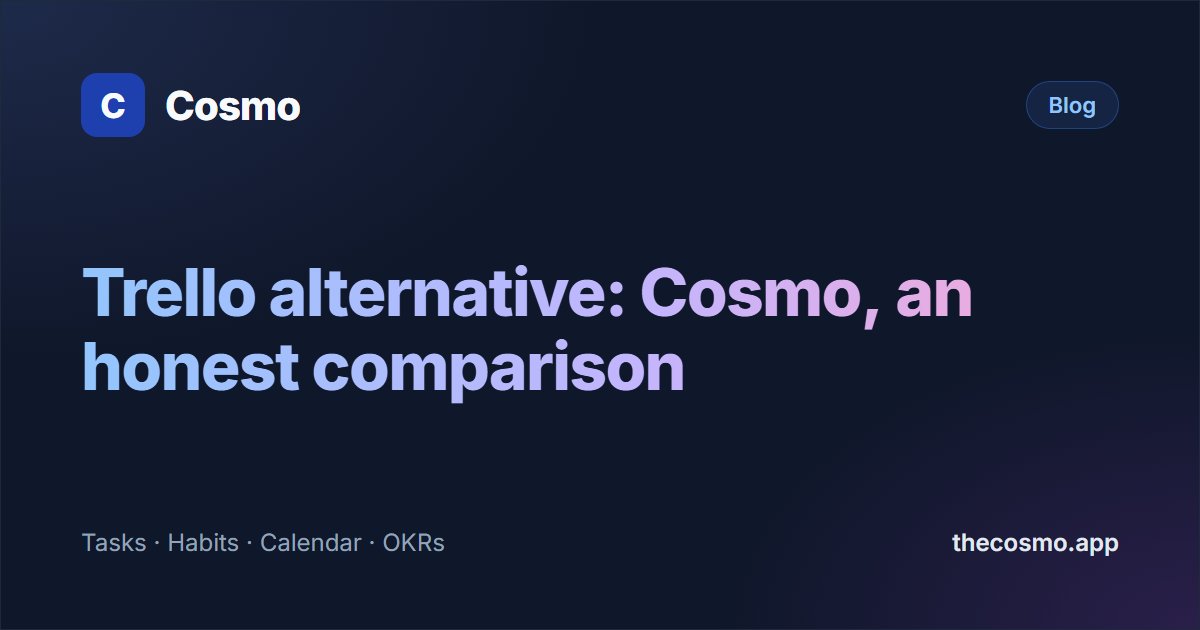 C Cosmo
Blog
Trello alternative: Cosmo, an
honest comparison
Tasks · Habits · Calendar · OKRs
thecosmo.app